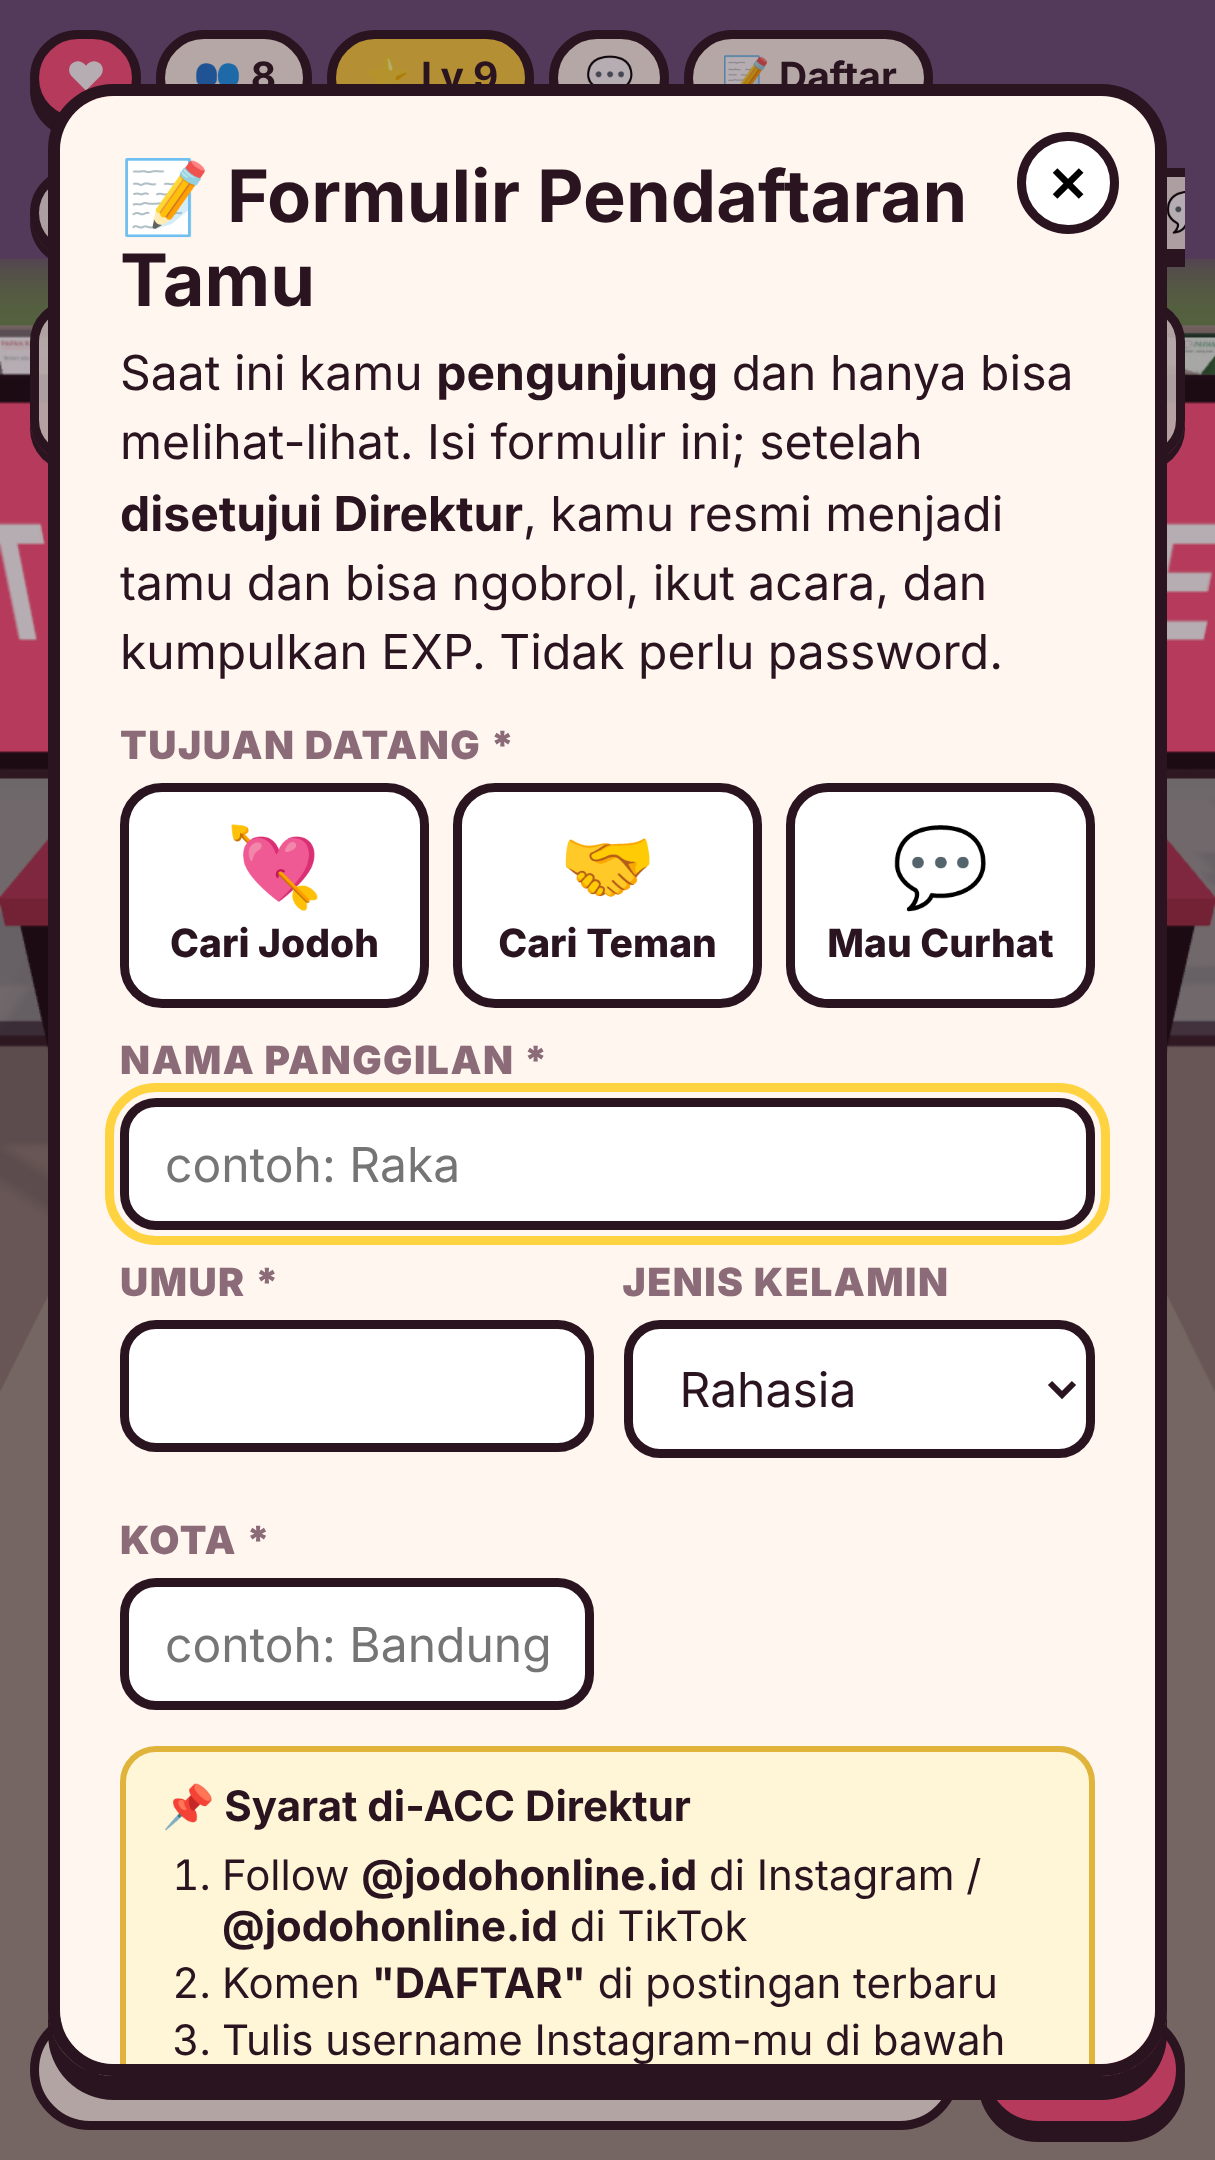 8
Lv 9
Daftar
📝 Formulir Pendaftaran
Tamu
Saat ini kamu pengunjung dan hanya bisa
melihat-lihat. Isi formulir ini; setelah
disetujui Direktur, kamu resmi menjadi
tamu dan bisa ngobrol, ikut acara, dan
kumpulkan EXP. Tidak perlu password.
TUJUAN DATANG *
Cari Jodoh
Cari Teman
Mau Curhat
NAMA PANGGILAN *
contoh: Raka
UMUR *
JENIS KELAMIN
Rahasia
KOTA *
contoh: Bandung
📌 Syarat di-ACC Direktur
1. Follow @jodohonline.id di Instagram /
@jodohonline.id di TikTok
2. Komen "DAFTAR" di postingan terbaru
3. Tulis username Instagram-mu di bawah